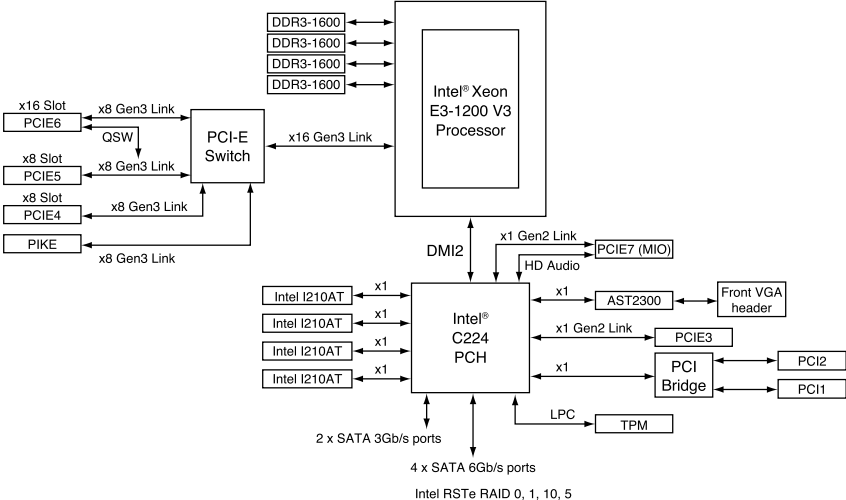 DDR3-1600
DDR3-1600
DDR3-1600
DDR3-1600
Intel® Xeon
E3-1200 V3
Processor
x16 Slot
PCIE6
x8 Gen3 Link
QSW
x8 Slot
PCIE5
x8 Gen3 Link
x8 Slot
PCIE4
x8 Gen3 Link
PIKE
x8 Gen3 Link
PCI-E
Switch
x16 Gen3 Link
DMI2
x1 Gen2 Link
HD Audio
PCIE7 (MIO)
Intel I210AT
x1
Intel I210AT
x1
Intel I210AT
x1
Intel I210AT
x1
Intel®
C224
PCH
x1
AST2300
Front VGA
header
x1 Gen2 Link
PCIE3
x1
PCI
Bridge
PCI2
PCI1
LPC
TPM
2 x SATA 3Gb/s ports
4 x SATA 6Gb/s ports
Intel RSTe RAID 0, 1, 10, 5